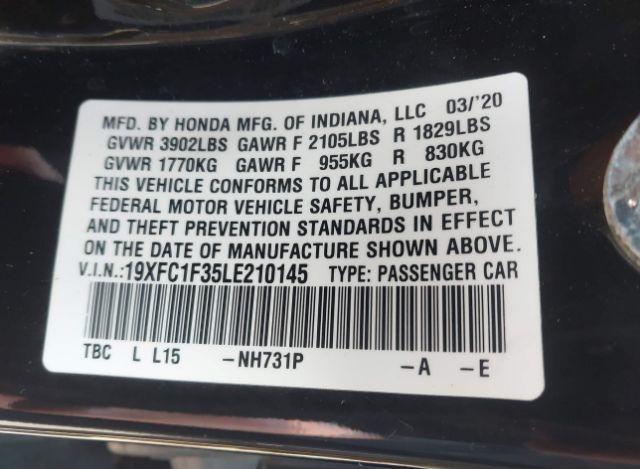 MFD. BY HONDA MFG. OF INDIANA, LLC 03/'20
GVWR 3902LBS GAWR F 2105LBS R 1829LBS
GVWR 1770KG GAWR F 955KG R 830KG
THIS VEHICLE CONFORMS TO ALL APPLICABLE
FEDERAL MOTOR VEHICLE SAFETY, BUMPER,
AND THEFT PREVENTION STANDARDS IN EFFECT
ON THE DATE OF MANUFACTURE SHOWN ABOVE.
V.I.N.:19XFC1F35LE210145 TYPE: PASSENGER CAR
TBC L L15 -NH731P -A -E